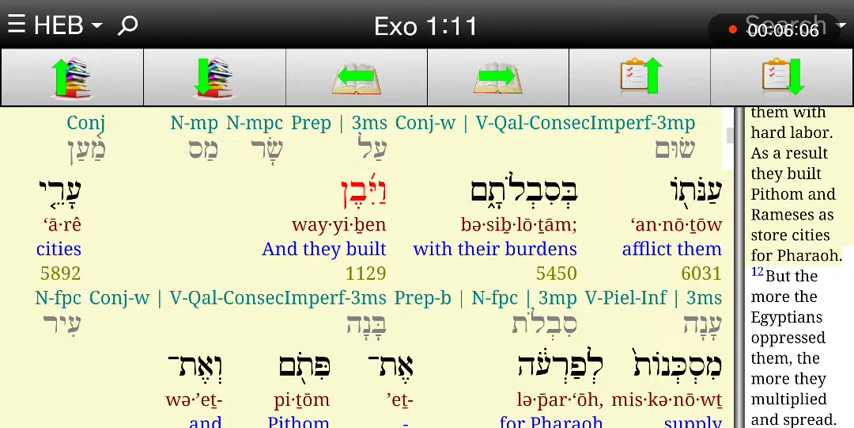 ☰ HEB Exo 1:11 Search 00:06:06
Conj N-mp N-mpc Prep | 3ms Conj-w | V-Qal-ConsecImperf-3mp
שׂוּם עַל שָׂר מַס מַעַן
עַנֹּת֖וֹ בְּסִבְלֹתָ֑ם וַיִּ֜בֶן עָרֵ֤י
‘ā·rê way·yi·ḇen bə·siḇ·lō·ṯām; ‘an·nō·ṯōw
cities And they built with their burdens afflict them
5892 1129 5450 6031
N-fpc Conj-w | V-Qal-ConsecImperf-3ms Prep-b | N-fpc | 3mp V-Piel-Inf | 3ms
עָנָה סִבְלֹת בָּנָה עִיר
מִסְכְּנוֹת֙ לְפַרְעֹ֔ה אֶת־ פִּתֹ֖ם וְאֶת־
wə·’eṯ- pi·ṯōm ’eṯ- lə·p̄ar·‘ōh, mis·kə·nō·wṯ
and Pithom - for Pharaoh supply
them with
hard labor.
As a result
they built
Pithom and
Rameses as
store cities
for Pharaoh.
12 But the
more the
Egyptians
oppressed
them, the
more they
multiplied
and spread.